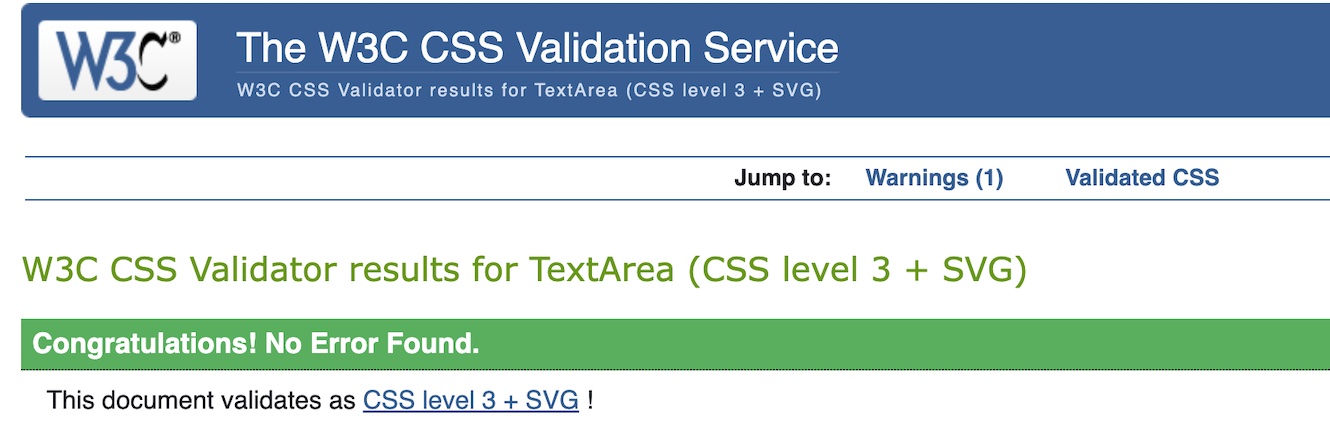 W3C®
The W3C CSS Validation Service
W3C CSS Validator results for TextArea (CSS level 3 + SVG)
Jump to: Warnings (1) Validated CSS
W3C CSS Validator results for TextArea (CSS level 3 + SVG)
Congratulations! No Error Found.
This document validates as CSS level 3 + SVG !